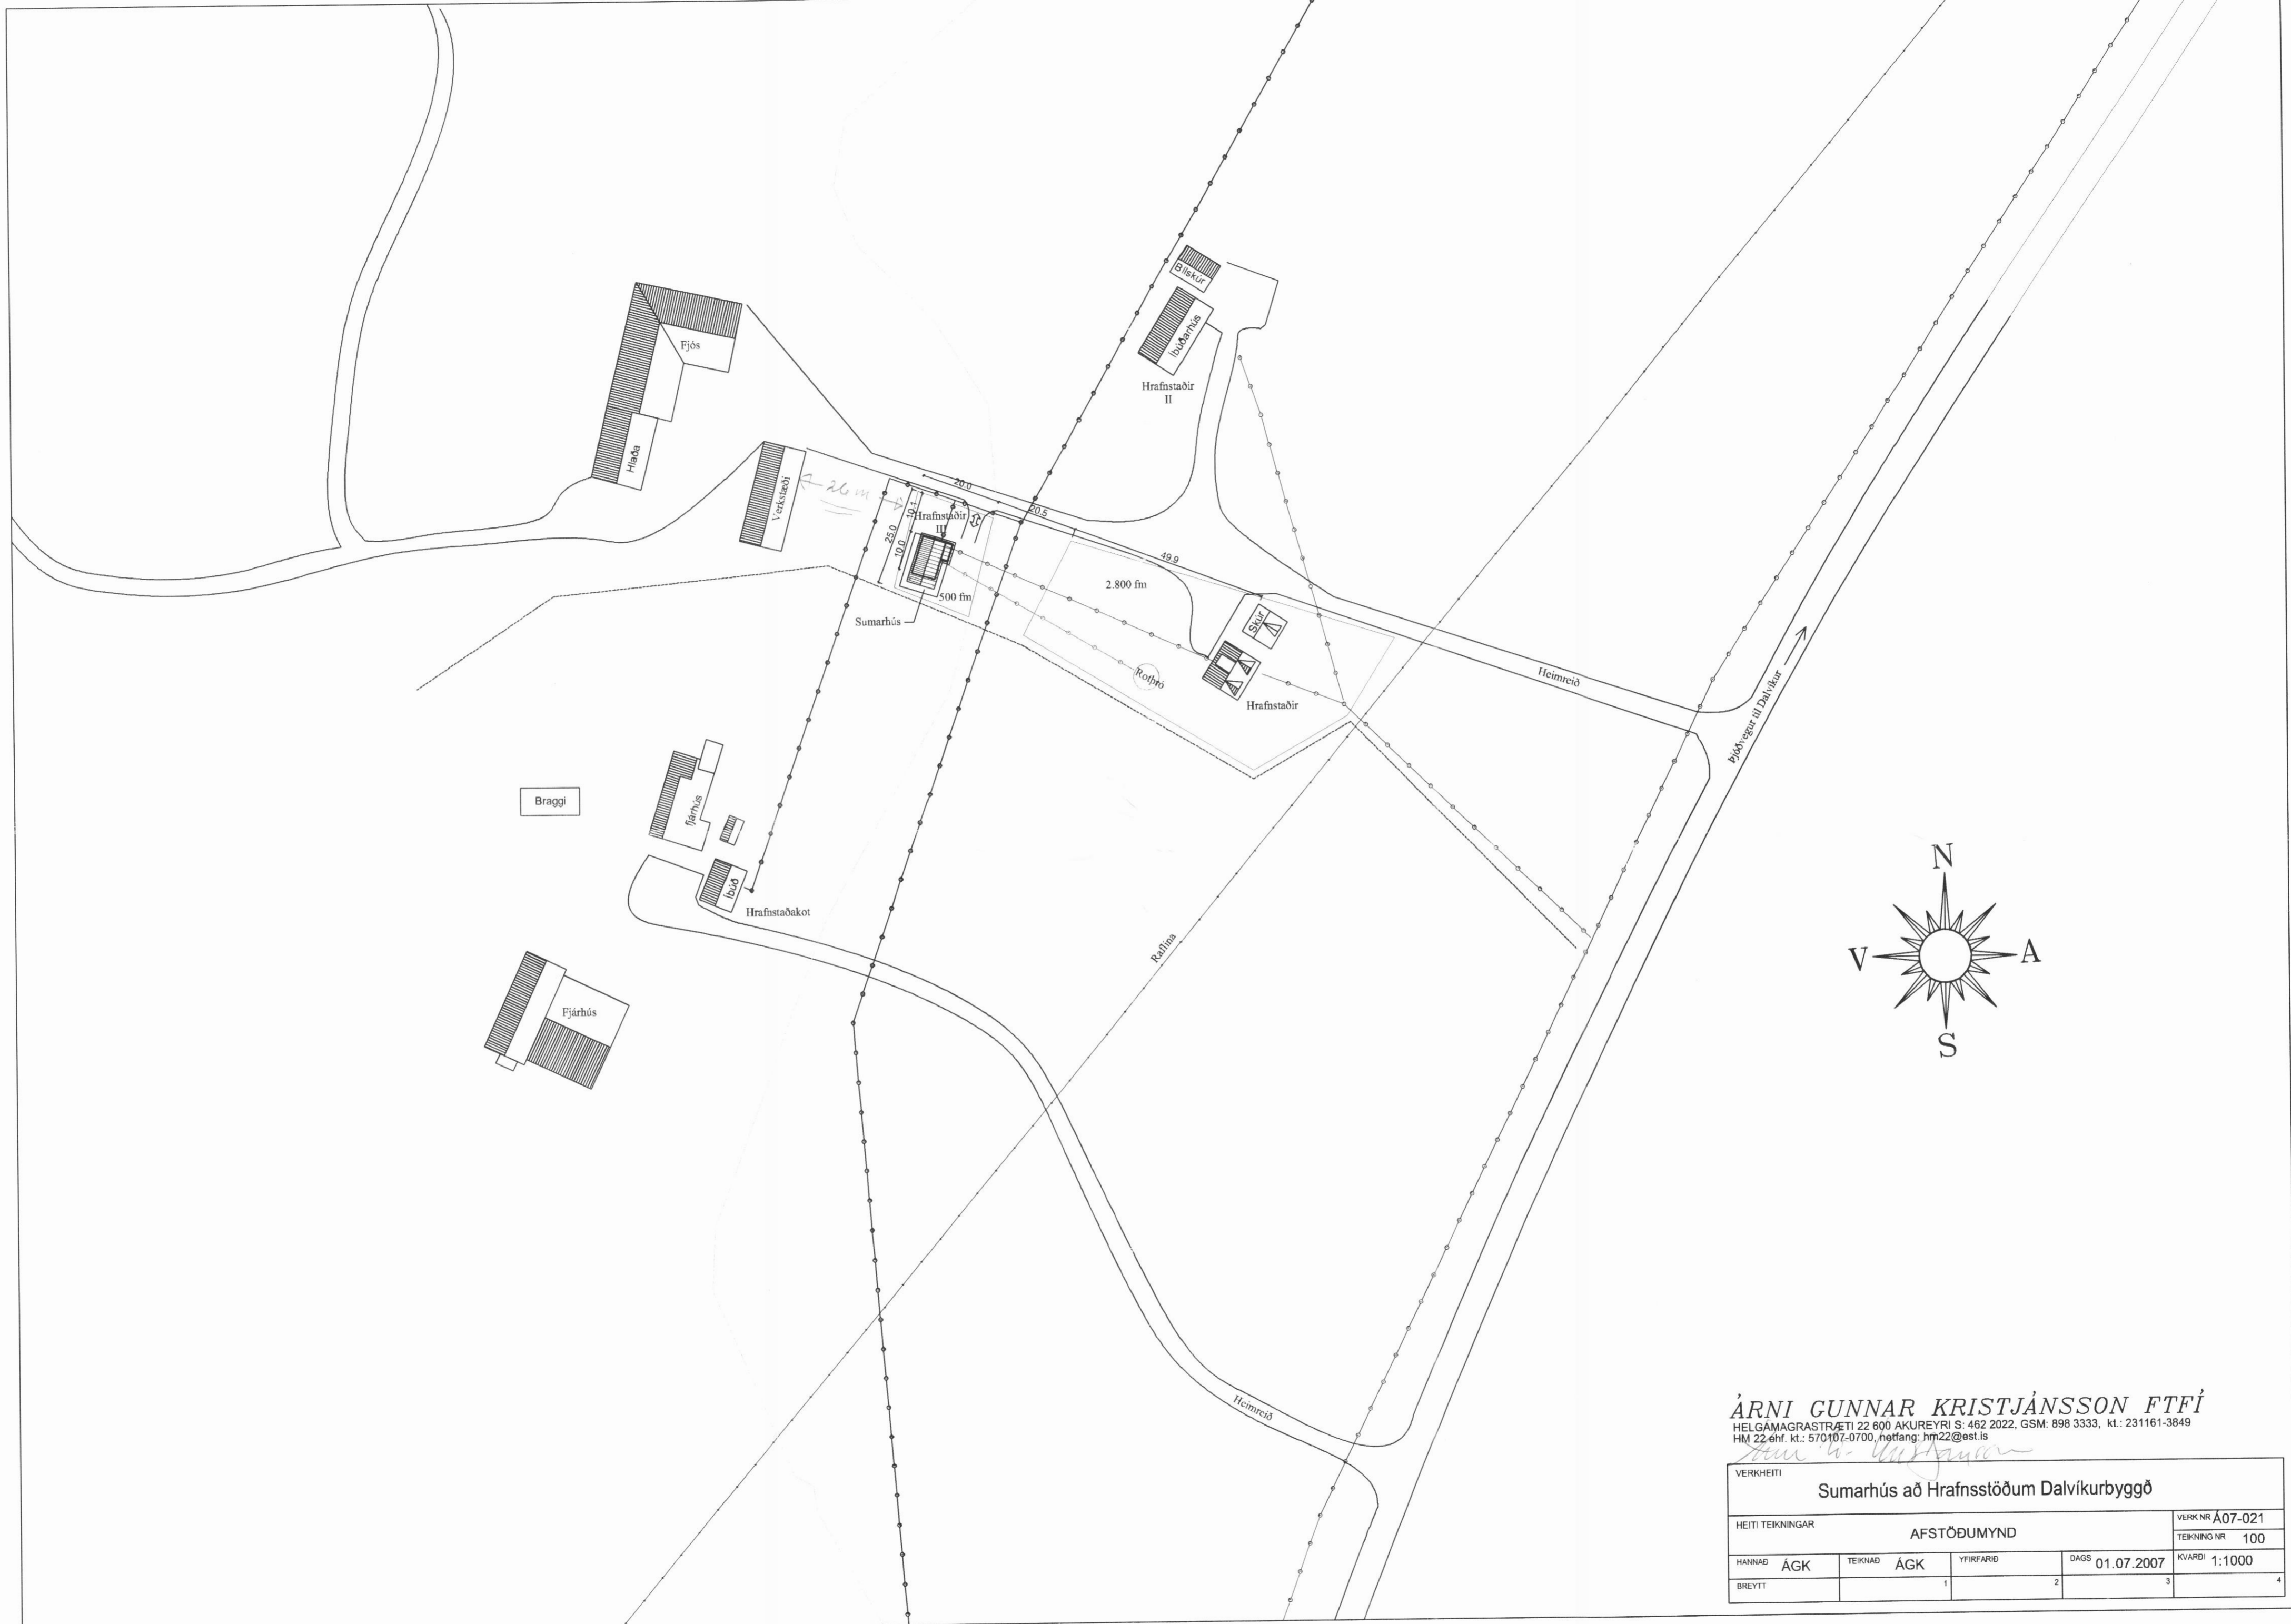 Bílskúr
Íbúðarhús
Hrafnstaðir
II
Fjós
Hlaða
Verkstæði
26 m
20.0
20.5
49.9
10.1
25.0
10.0
Hrafnstaðir
III
500 fm
Sumarhús
2.800 fm
Skúr
Rotþró
Hrafnstaðir
Heimreið
Þjóðvegur til Dalvíkur
Braggi
fjárhús
Íbúð
Hrafnstaðakot
Fjárhús
Raflína
Heimreið
N
V
A
S
ÁRNI GUNNAR KRISTJÁNSSON FTFÍ
HELGAMAGRASTRÆTI 22 600 AKUREYRI S: 462 2022, GSM: 898 3333, kt.: 231161-3849
HM 22 ehf. kt.: 570107-0700, netfang: hm22@est.is
VERKHEITI
Sumarhús að Hrafnsstöðum Dalvíkurbyggð
HEITI TEIKNINGAR
AFSTÖÐUMYND
VERK NR Á07-021
TEIKNING NR 100
HANNAÐ ÁGK
TEIKNAÐ ÁGK
YFIRFARIÐ
DAGS 01.07.2007
KVARÐI 1:1000
BREYTT
1
2
3
4